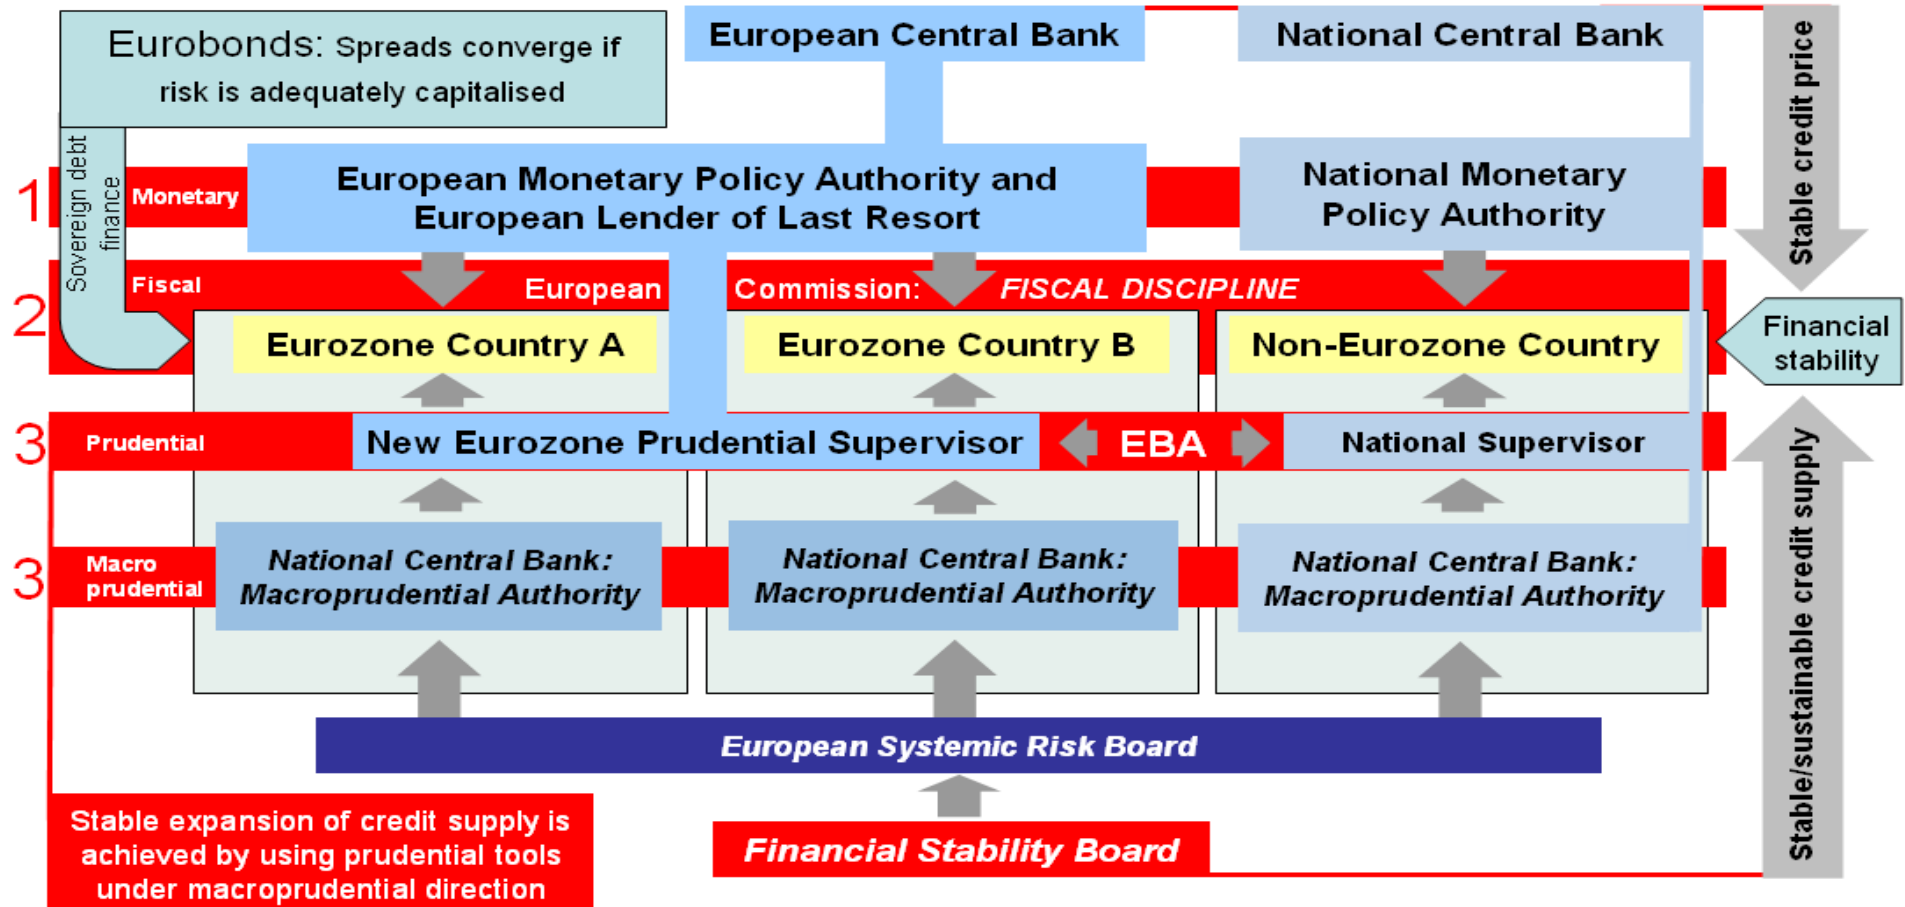 Eurobonds: Spreads converge if
risk is adequately capitalised
European Central Bank
National Central Bank
Stable credit price
Sovereign debt
finance
1
Monetary
European Monetary Policy Authority and
European Lender of Last Resort
National Monetary
Policy Authority
2
Fiscal
European Commission: FISCAL DISCIPLINE
Eurozone Country A
Eurozone Country B
Non-Eurozone Country
Financial
stability
3
Prudential
New Eurozone Prudential Supervisor
EBA
National Supervisor
Stable/sustainable credit supply
3
Macro
prudential
National Central Bank:
Macroprudential Authority
National Central Bank:
Macroprudential Authority
National Central Bank:
Macroprudential Authority
European Systemic Risk Board
Stable expansion of credit supply is
achieved by using prudential tools
under macroprudential direction
Financial Stability Board